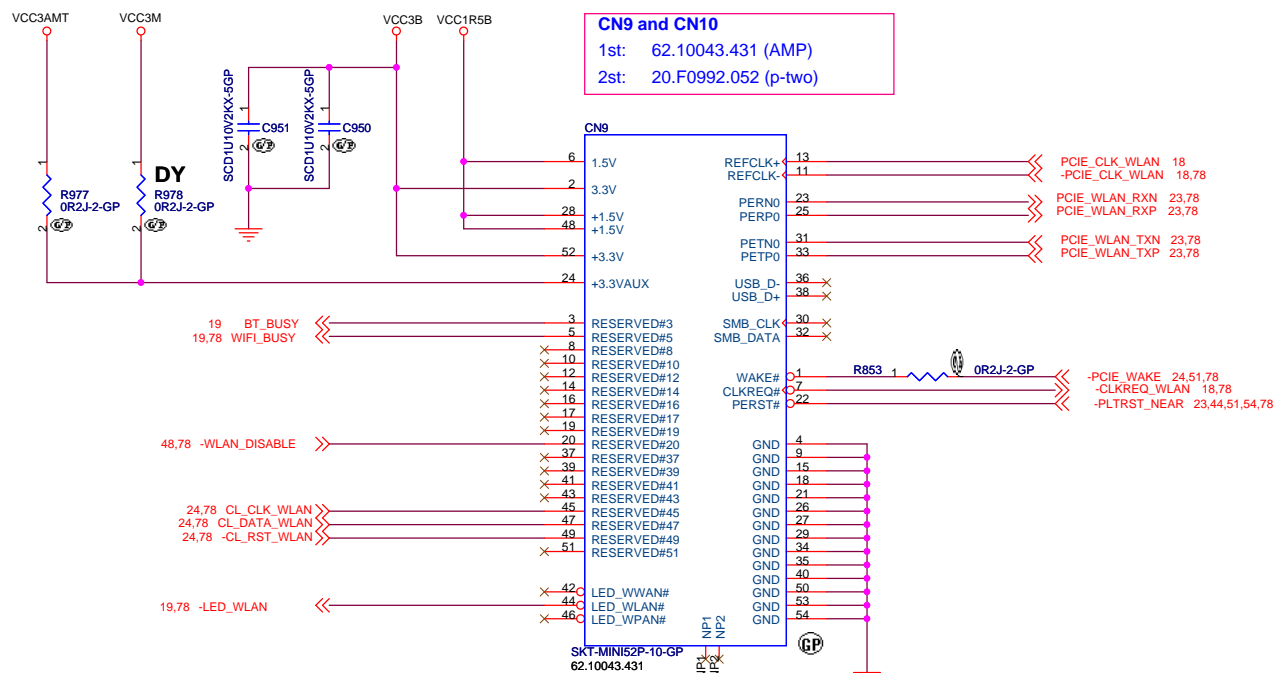 VCC3AMT
VCC3M
VCC3B
VCC1R5B
CN9 and CN10
1st: 62.10043.431 (AMP)
2st: 20.F0992.052 (p-two)
SCD1U10V2KX-5GP
1
2
C951
G/P
SCD1U10V2KX-5GP
1
2
C950
G/P
1
R977
0R2J-2-GP
2
G/P
1
DY
R978
0R2J-2-GP
2
G/P
CN9
6 1.5V
2 3.3V
28 +1.5V
48 +1.5V
52 +3.3V
24 +3.3VAUX
19 BT_BUSY 3 RESERVED#3
19,78 WIFI_BUSY 5 RESERVED#5
8 RESERVED#8
10 RESERVED#10
12 RESERVED#12
14 RESERVED#14
16 RESERVED#16
17 RESERVED#17
19 RESERVED#19
48,78 -WLAN_DISABLE 20 RESERVED#20
37 RESERVED#37
39 RESERVED#39
41 RESERVED#41
43 RESERVED#43
24,78 CL_CLK_WLAN 45 RESERVED#45
24,78 CL_DATA_WLAN 47 RESERVED#47
24,78 -CL_RST_WLAN 49 RESERVED#49
51 RESERVED#51
42 LED_WWAN#
19,78 -LED_WLAN 44 LED_WLAN#
46 LED_WPAN#
REFCLK+ 13 PCIE_CLK_WLAN 18
REFCLK- 11 -PCIE_CLK_WLAN 18,78
PERN0 23 PCIE_WLAN_RXN 23,78
PERP0 25 PCIE_WLAN_RXP 23,78
PETN0 31 PCIE_WLAN_TXN 23,78
PETP0 33 PCIE_WLAN_TXP 23,78
USB_D- 36
USB_D+ 38
SMB_CLK 30
SMB_DATA 32
WAKE# 1 R853 1 0R2J-2-GP -PCIE_WAKE 24,51,78
CLKREQ# 7 -CLKREQ_WLAN 18,78
PERST# 22 -PLTRST_NEAR 23,44,51,54,78
GND 4
GND 9
GND 15
GND 18
GND 21
GND 26
GND 27
GND 29
GND 34
GND 35
GND 40
GND 50
GND 53
GND 54
NP1
NP2
GP
SKT-MINI52P-10-GP
62.10043.431